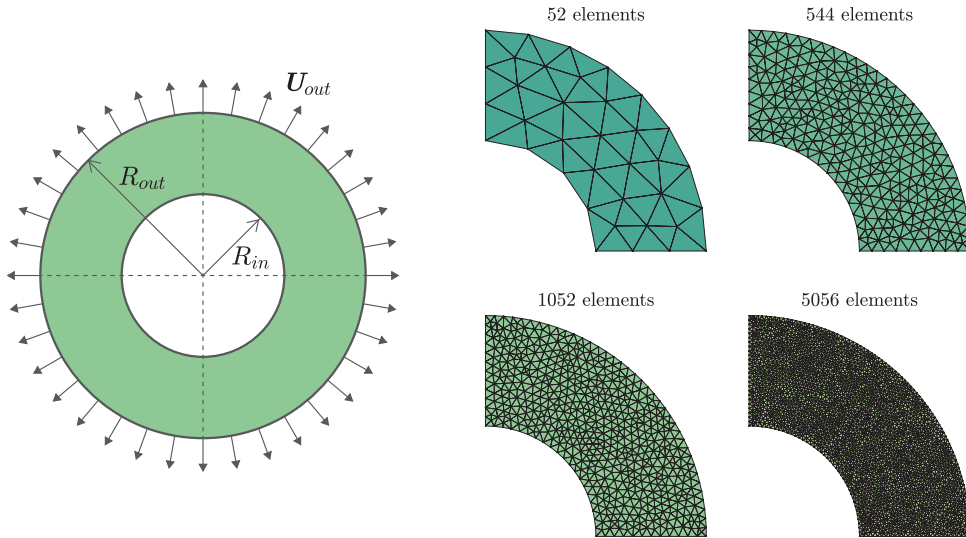 U_out
R_out
R_in
52 elements
544 elements
1052 elements
5056 elements